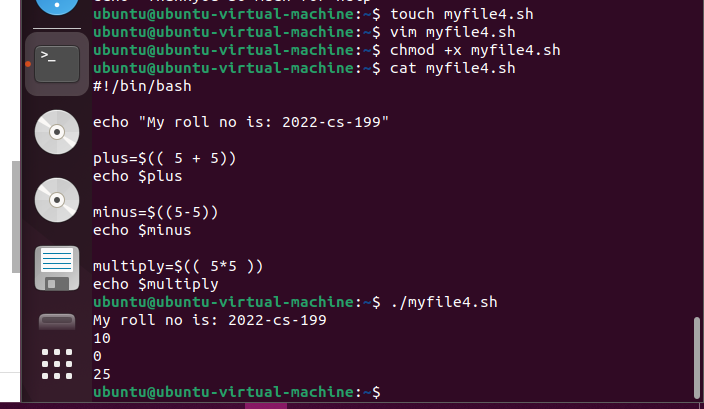 ubuntu@ubuntu-virtual-machine:~$ touch myfile4.sh
ubuntu@ubuntu-virtual-machine:~$ vim myfile4.sh
ubuntu@ubuntu-virtual-machine:~$ chmod +x myfile4.sh
ubuntu@ubuntu-virtual-machine:~$ cat myfile4.sh
#!/bin/bash
echo "My roll no is: 2022-cs-199"
plus=$(( 5 + 5))
echo $plus
minus=$((5-5))
echo $minus
multiply=$(( 5*5 ))
echo $multiply
ubuntu@ubuntu-virtual-machine:~$ ./myfile4.sh
My roll no is: 2022-cs-199
10
0
25
ubuntu@ubuntu-virtual-machine:~$